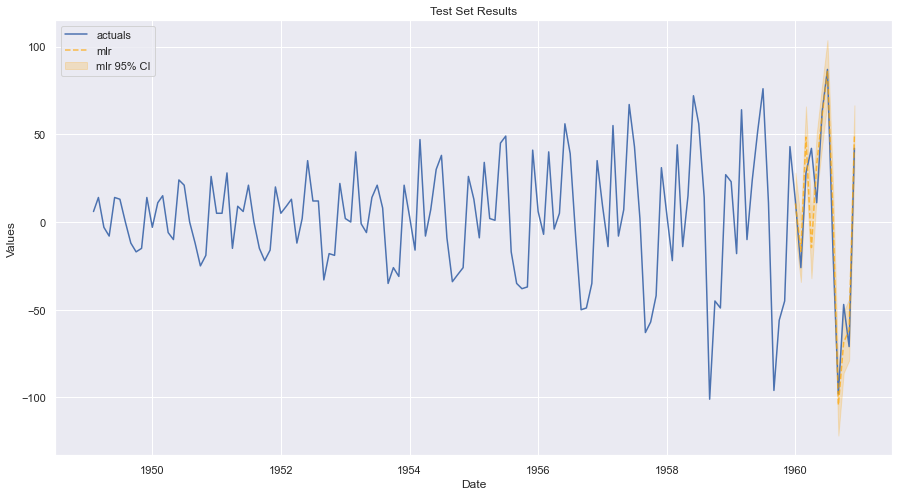 Test Set Results
actuals
mlr
mlr 95% CI
100
50
0
−50
−100
Values
1950
1952
1954
1956
1958
1960
Date